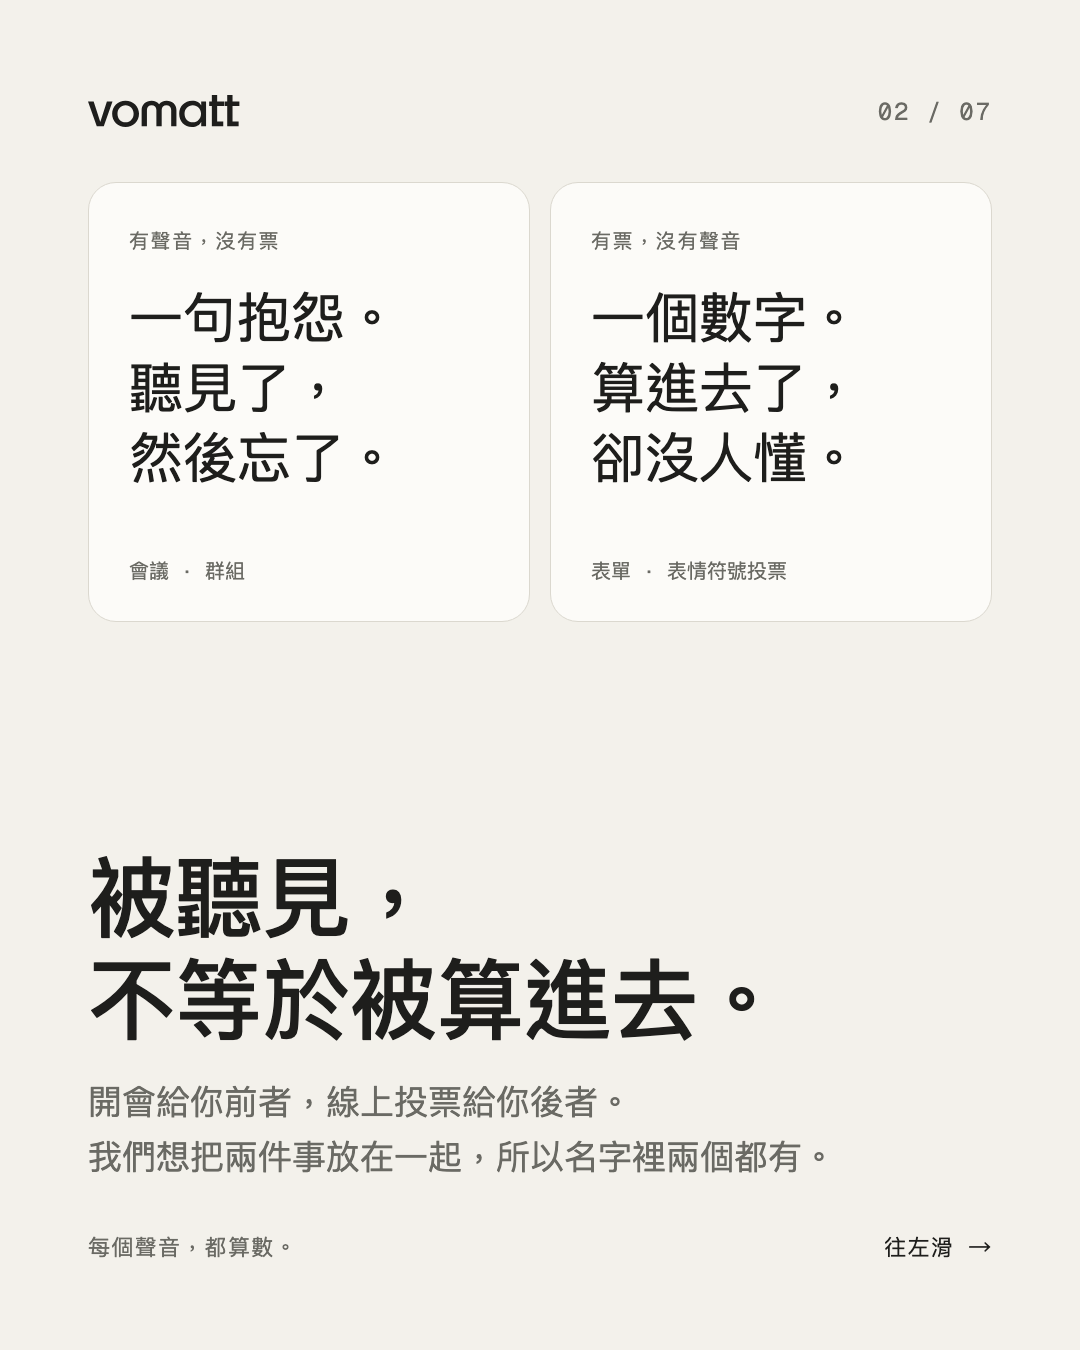 vomatt
02 / 07
有聲音，沒有票
一句抱怨。
聽見了，
然後忘了。
會議 · 群組
有票，沒有聲音
一個數字。
算進去了，
卻沒人懂。
表單 · 表情符號投票
被聽見，
不等於被算進去。
開會給你前者，線上投票給你後者。
我們想把兩件事放在一起，所以名字裡兩個都有。
每個聲音，都算數。
往左滑 →